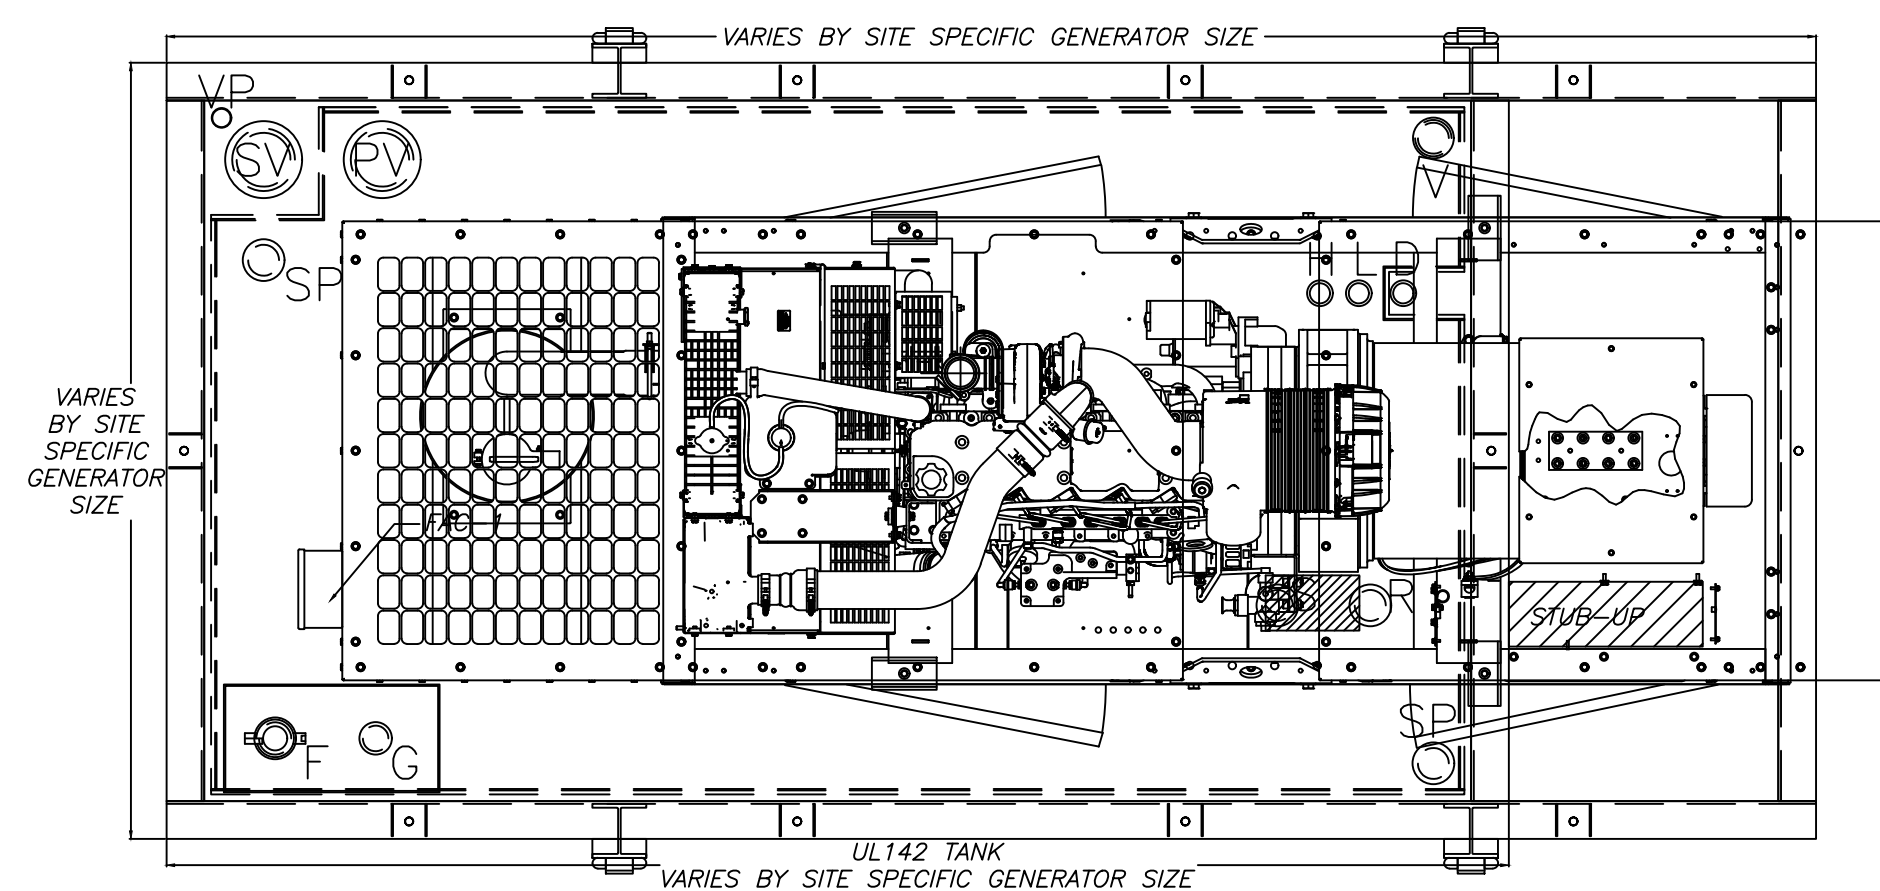 VARIES BY SITE SPECIFIC GENERATOR SIZE
VP
SV
PV
V
SP
H
L
D
VARIES
BY SITE
SPECIFIC
GENERATOR
SIZE
FAC-1
R
STUB-UP
SP
F
G
UL142 TANK
VARIES BY SITE SPECIFIC GENERATOR SIZE